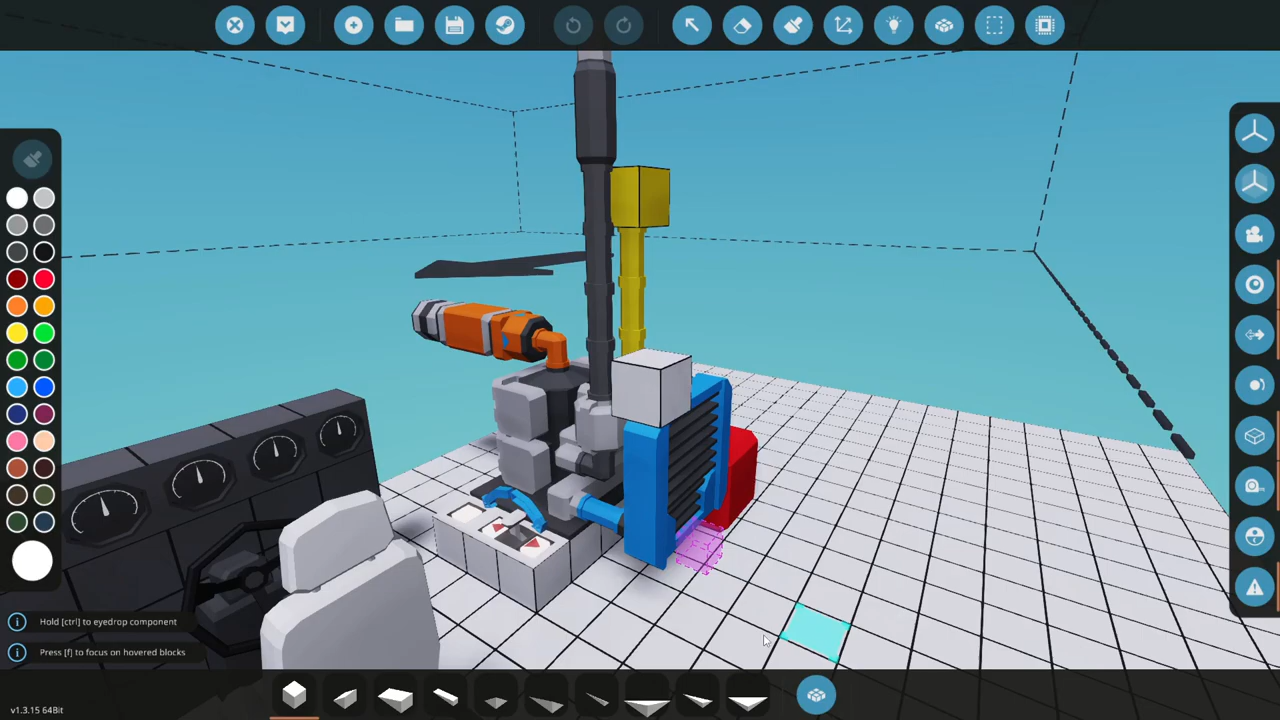 Hold [ctrl] to eyedrop component
Press [f] to focus on hovered blocks
v1.3.15 64Bit